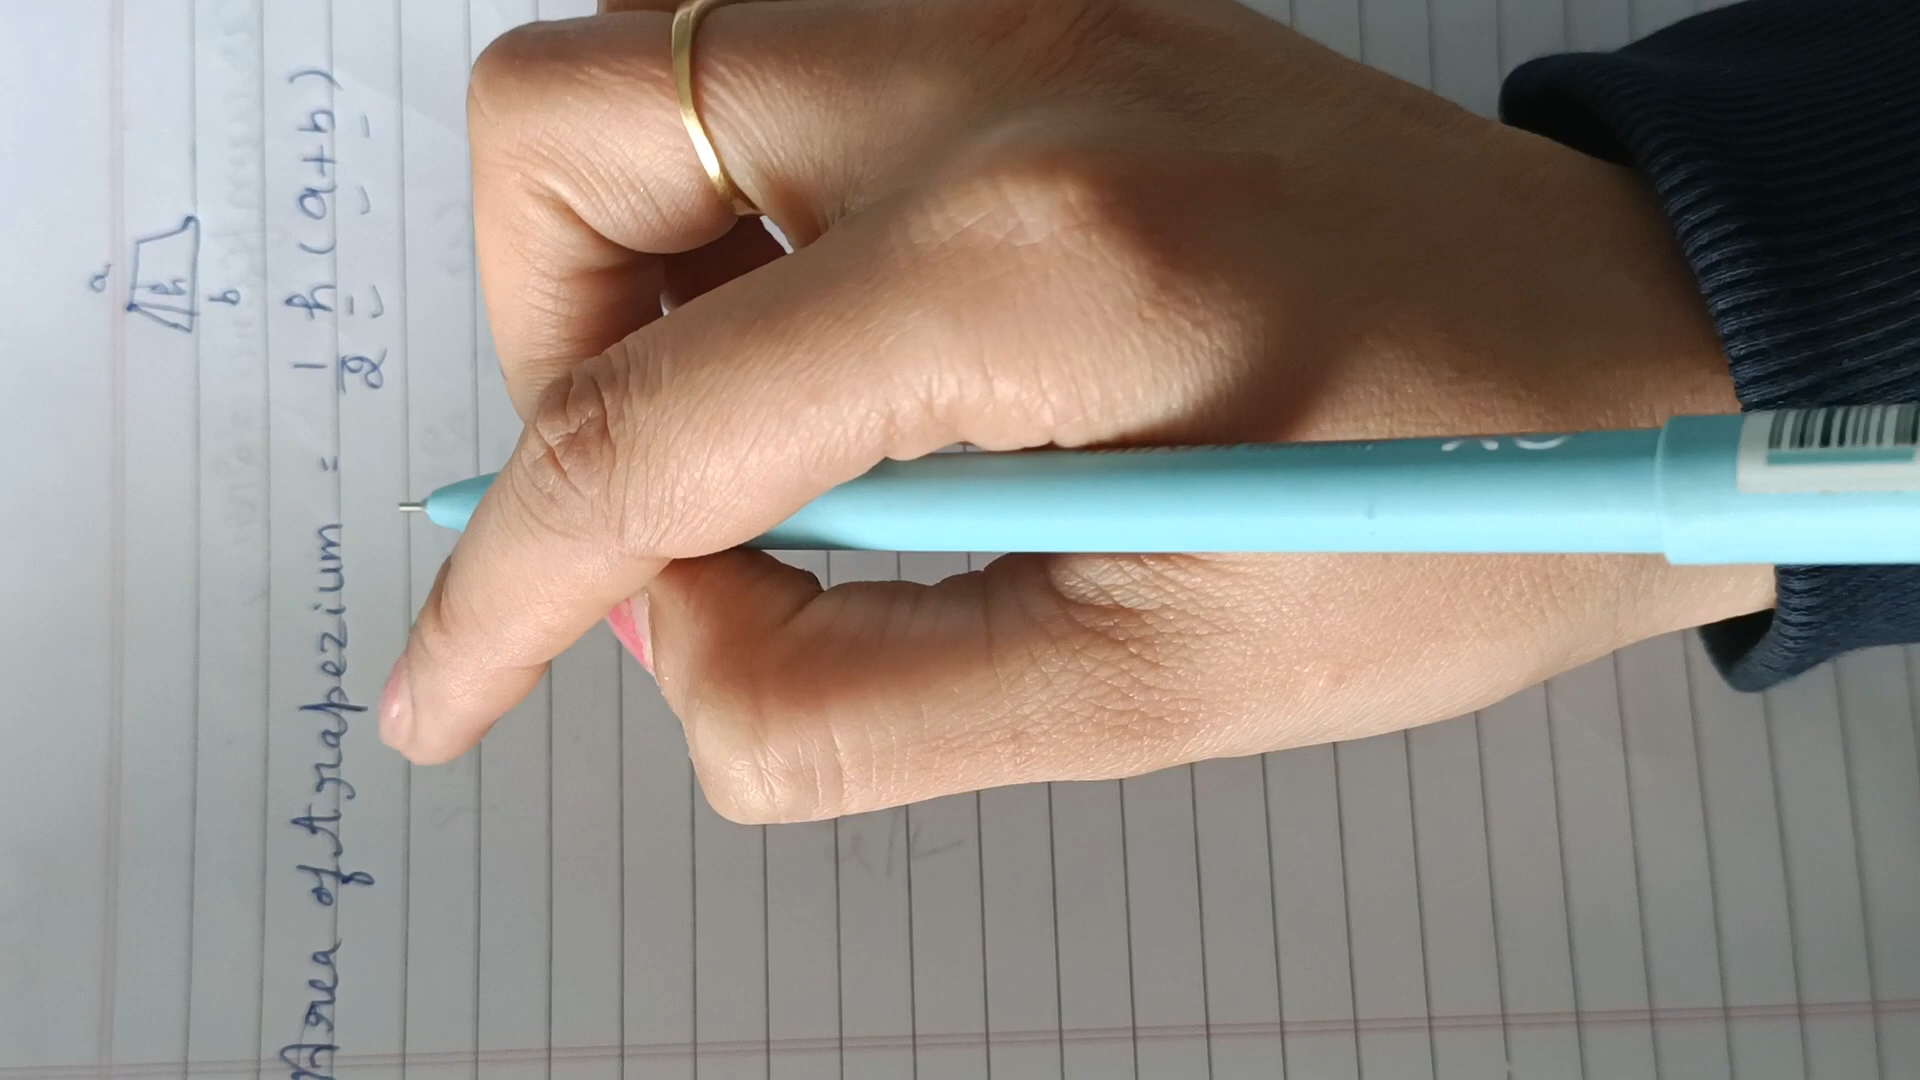 a
h
b
Area of A trapezium = 1/2 h (a+b)